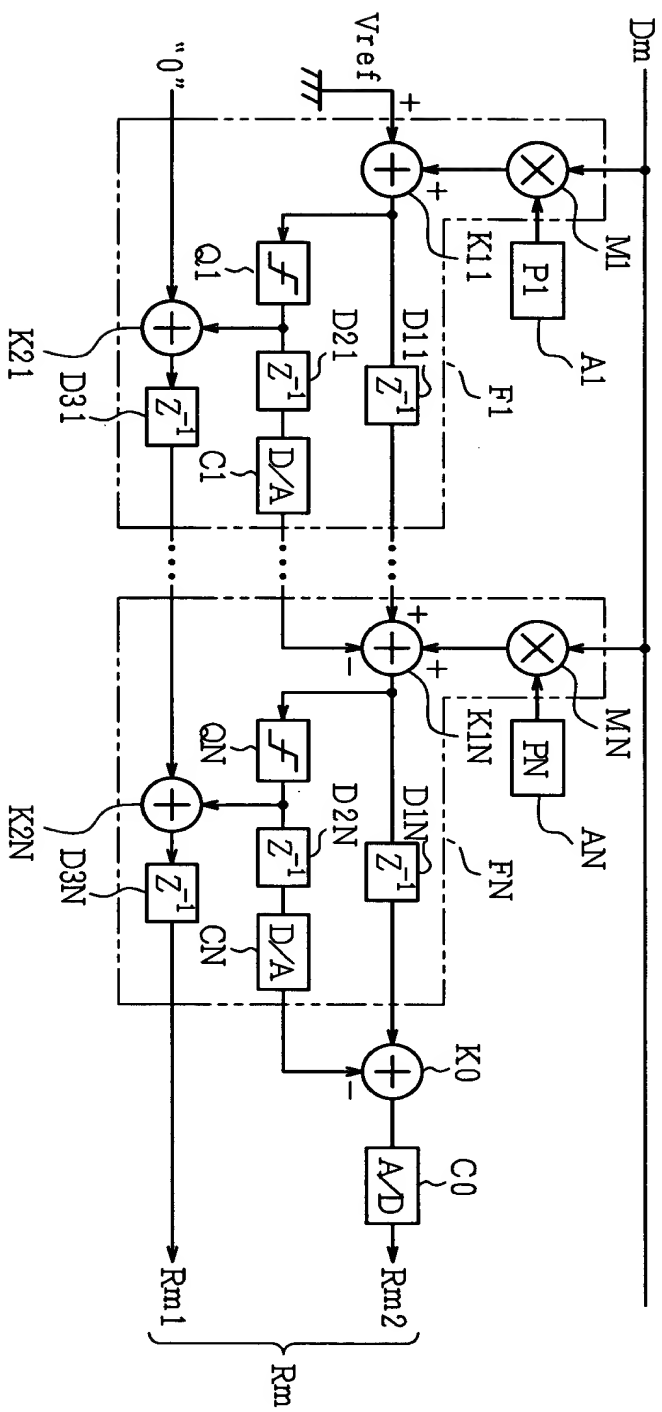 Dm
M1
P1
A1
Vref
+
+
K11
D11
Z⁻¹
F1
Q1
D21
Z⁻¹
C1
D/A
"0"
K21
D31
Z⁻¹
MN
PN
AN
+
+
-
K1N
D1N
Z⁻¹
FN
QN
D2N
Z⁻¹
CN
D/A
K2N
D3N
Z⁻¹
K0
-
C0
A/D
Rm2
Rm1
Rm